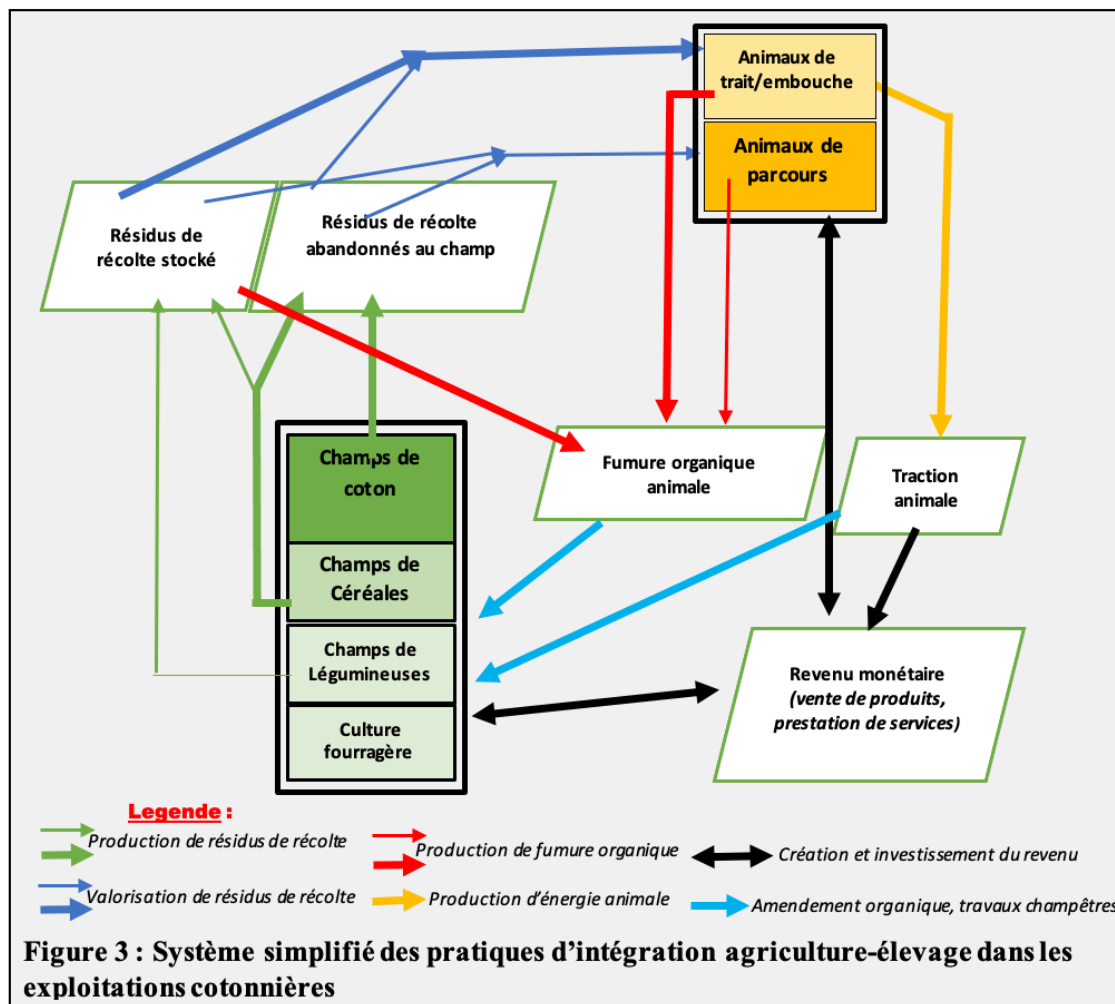 Animaux de
trait/embouche
Animaux de
parcours
Résidus de
récolte stocké
Résidus de récolte
abandonnés au champ
Champs de
coton
Champs de
Céréales
Champs de
Légumineuses
Culture
fourragère
Fumure organique
animale
Traction
animale
Revenu monétaire
(vente de produits,
prestation de services)
Legende :
Production de résidus de récolte
Production de fumure organique
Création et investissement du revenu
Valorisation de résidus de récolte
Production d’énergie animale
Amendement organique, travaux champêtres
Figure 3 : Système simplifié des pratiques d’intégration agriculture-élevage dans les
exploitations cotonnières